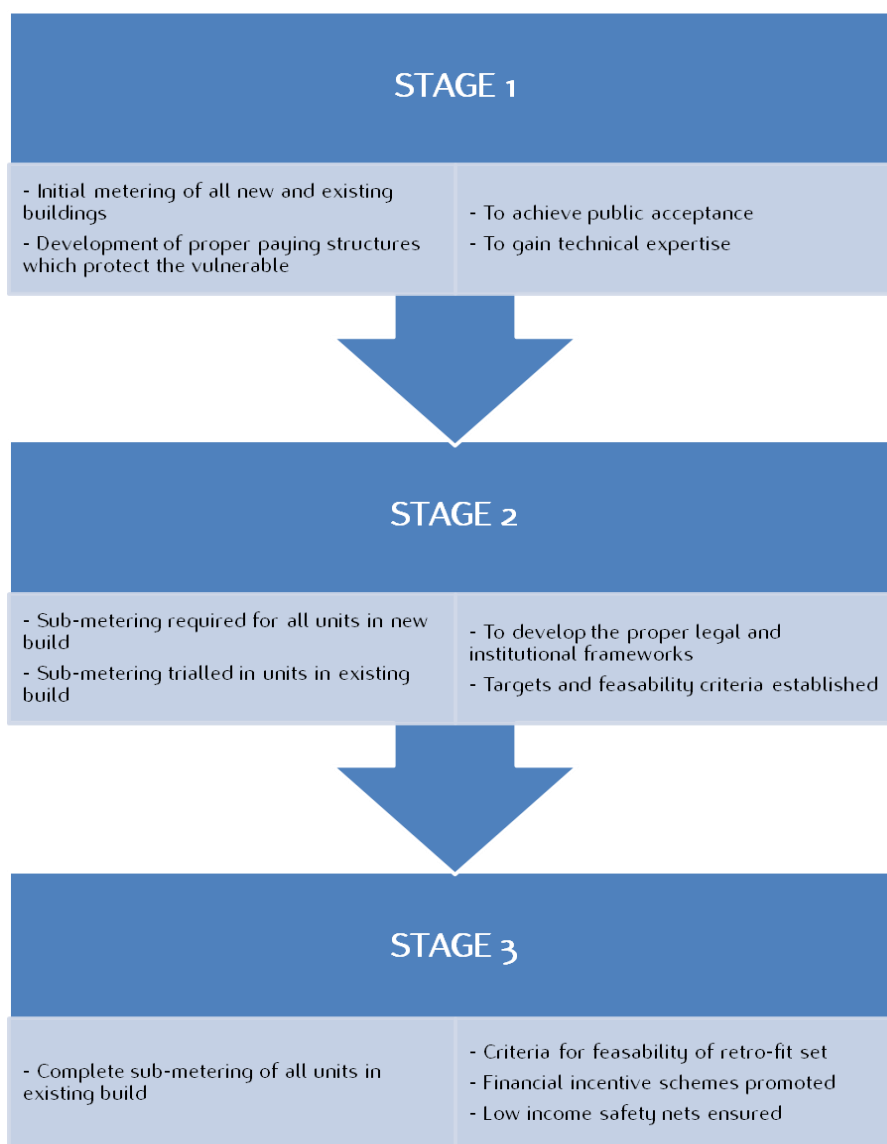 STAGE 1
- Initial metering of all new and existing
buildings
- Development of proper paying structures
which protect the vulnerable
- To achieve public acceptance
- To gain technical expertise
STAGE 2
- Sub-metering required for all units in new
build
- Sub-metering trialled in units in existing
build
- To develop the proper legal and
institutional frameworks
- Targets and feasability criteria established
STAGE 3
- Complete sub-metering of all units in
existing build
- Criteria for feasability of retro-fit set
- Financial incentive schemes promoted
- Low income safety nets ensured